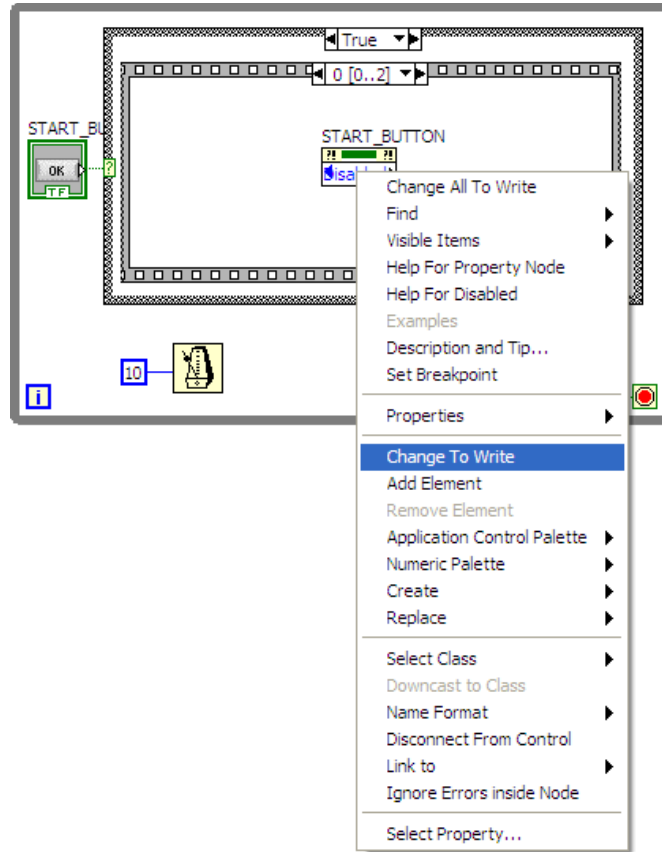 True
0 [0..2]
START_BU
START_BUTTON
OK
TF
?
?! ?!
Change All To Write
Find
Visible Items
Help For Property Node
Help For Disabled
Examples
Description and Tip...
Set Breakpoint
10
i
Properties
Change To Write
Add Element
Remove Element
Application Control Palette
Numeric Palette
Create
Replace
Select Class
Downcast to Class
Name Format
Disconnect From Control
Link to
Ignore Errors inside Node
Select Property...